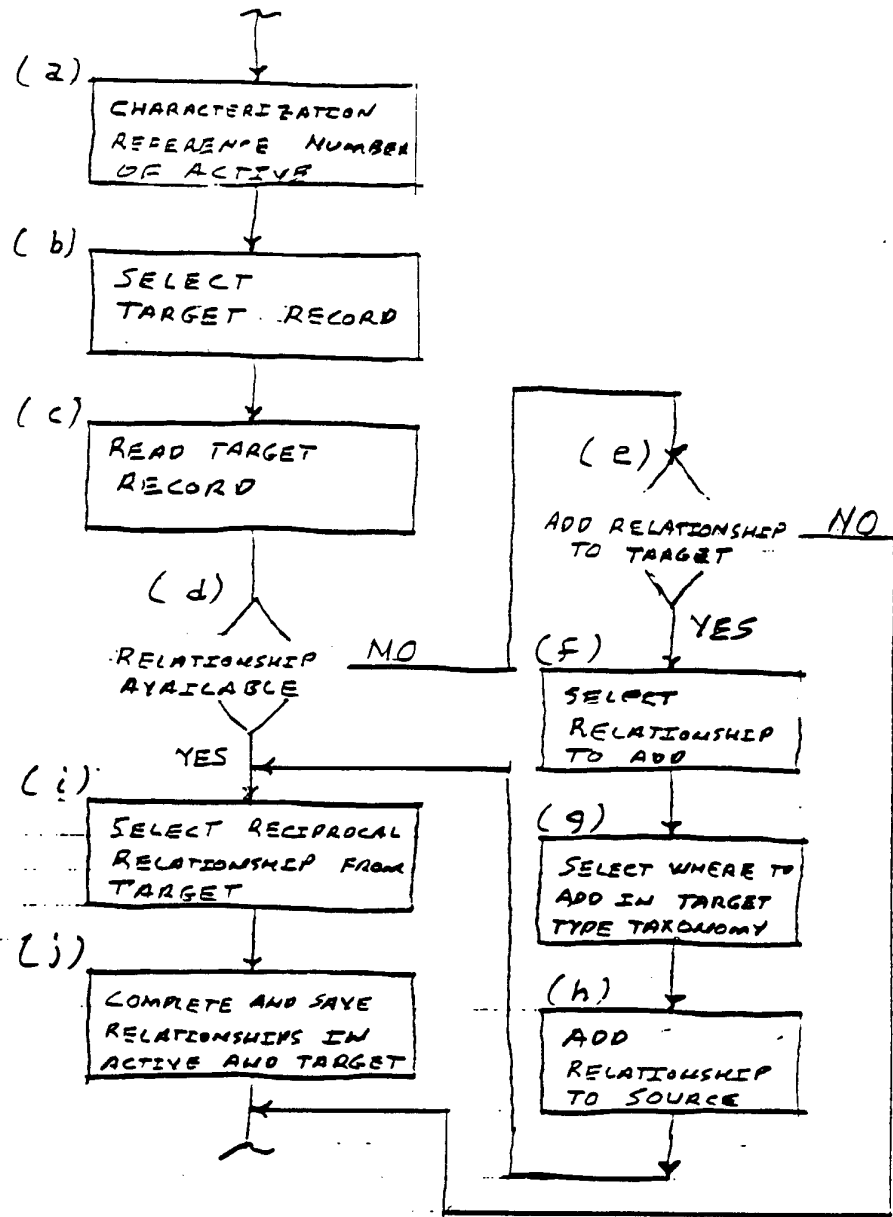 (a)
CHARACTERIZATION
REFERENCE NUMBER
OF ACTIVE
(b)
SELECT
TARGET RECORD
(c)
READ TARGET
RECORD
(d)
RELATIONSHIP
AVAILABLE
NO
YES
(e)
ADD RELATIONSHIP
TO TARGET
NO
YES
(f)
SELECT
RELATIONSHIP
TO ADD
(g)
SELECT WHERE TO
ADD IN TARGET
TYPE TAXONOMY
(h)
ADD
RELATIONSHIP
TO SOURCE
(i)
SELECT RECIPROCAL
RELATIONSHIP FROM
TARGET
(j)
COMPLETE AND SAVE
RELATIONSHIPS IN
ACTIVE AND TARGET